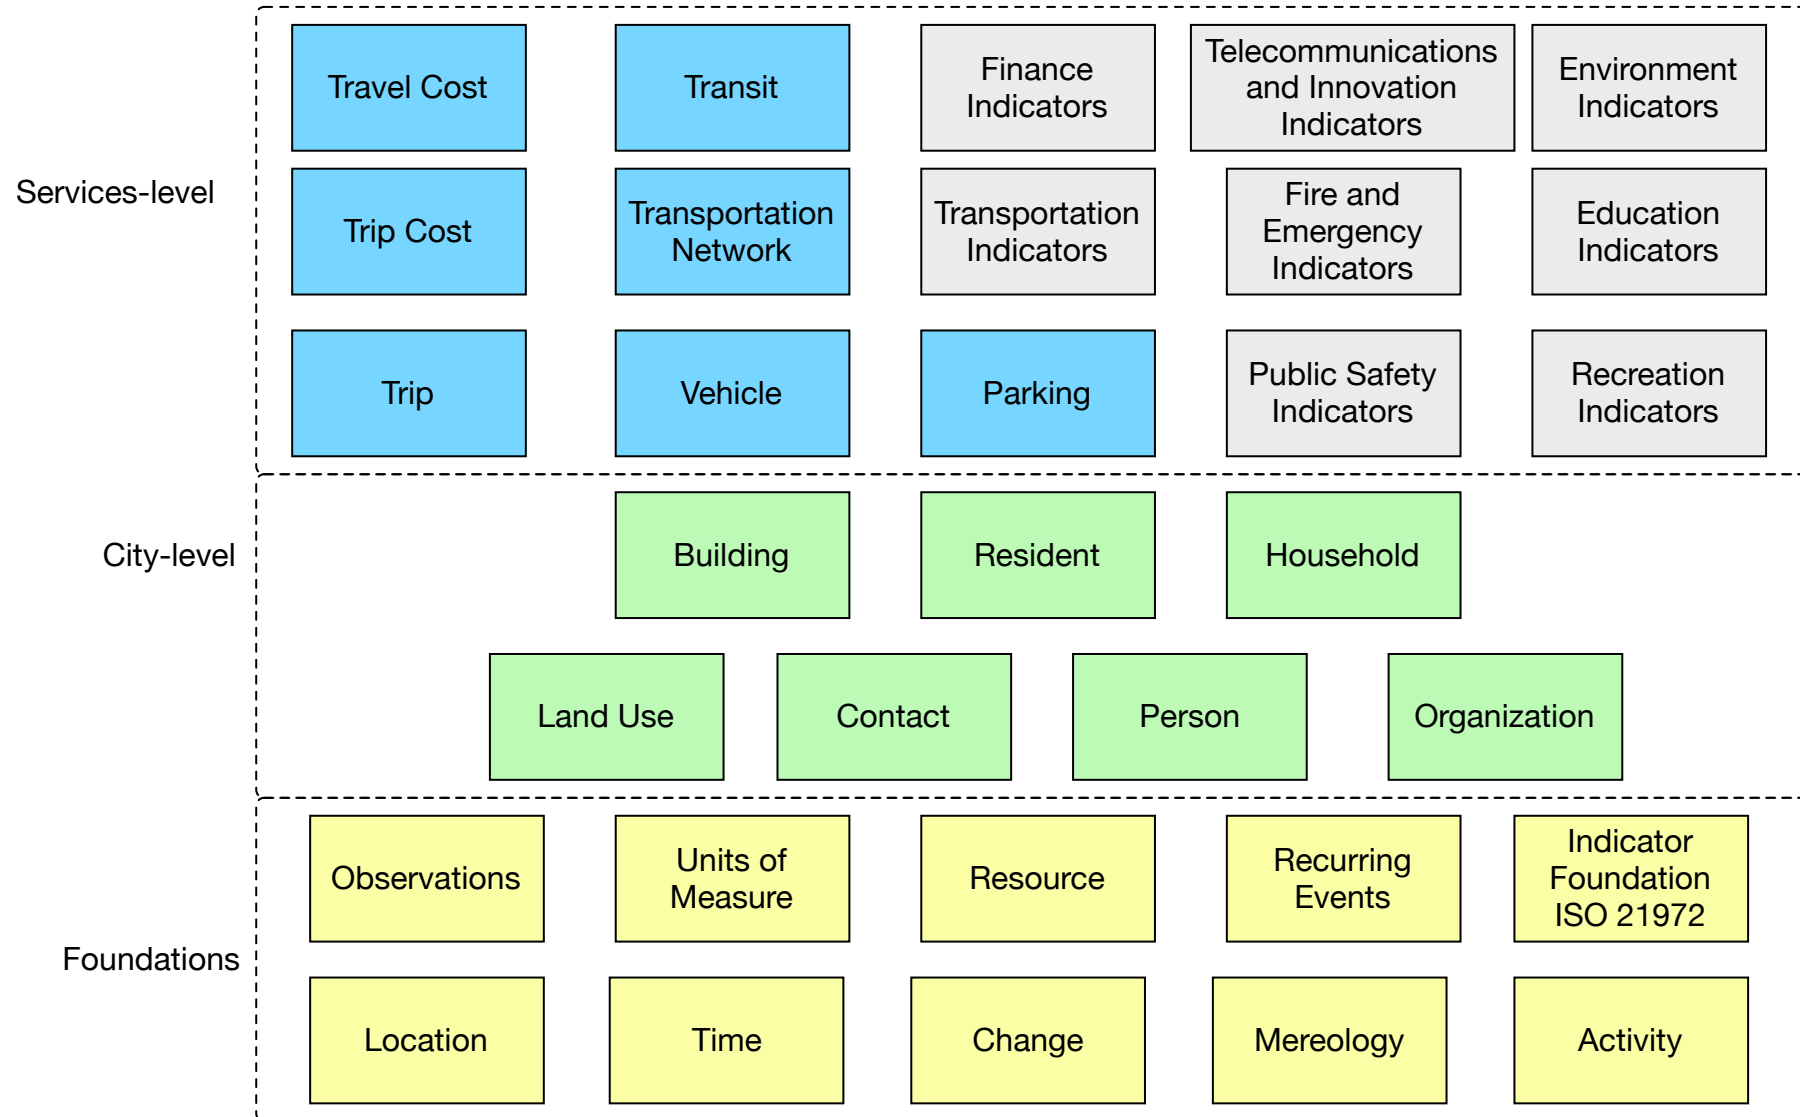 Travel Cost
Transit
Finance
Indicators
Telecommunications
and Innovation
Indicators
Environment
Indicators
Services-level
Trip Cost
Transportation
Network
Transportation
Indicators
Fire and
Emergency
Indicators
Education
Indicators
Trip
Vehicle
Parking
Public Safety
Indicators
Recreation
Indicators
City-level
Building
Resident
Household
Land Use
Contact
Person
Organization
Foundations
Observations
Units of
Measure
Resource
Recurring
Events
Indicator
Foundation
ISO 21972
Location
Time
Change
Mereology
Activity